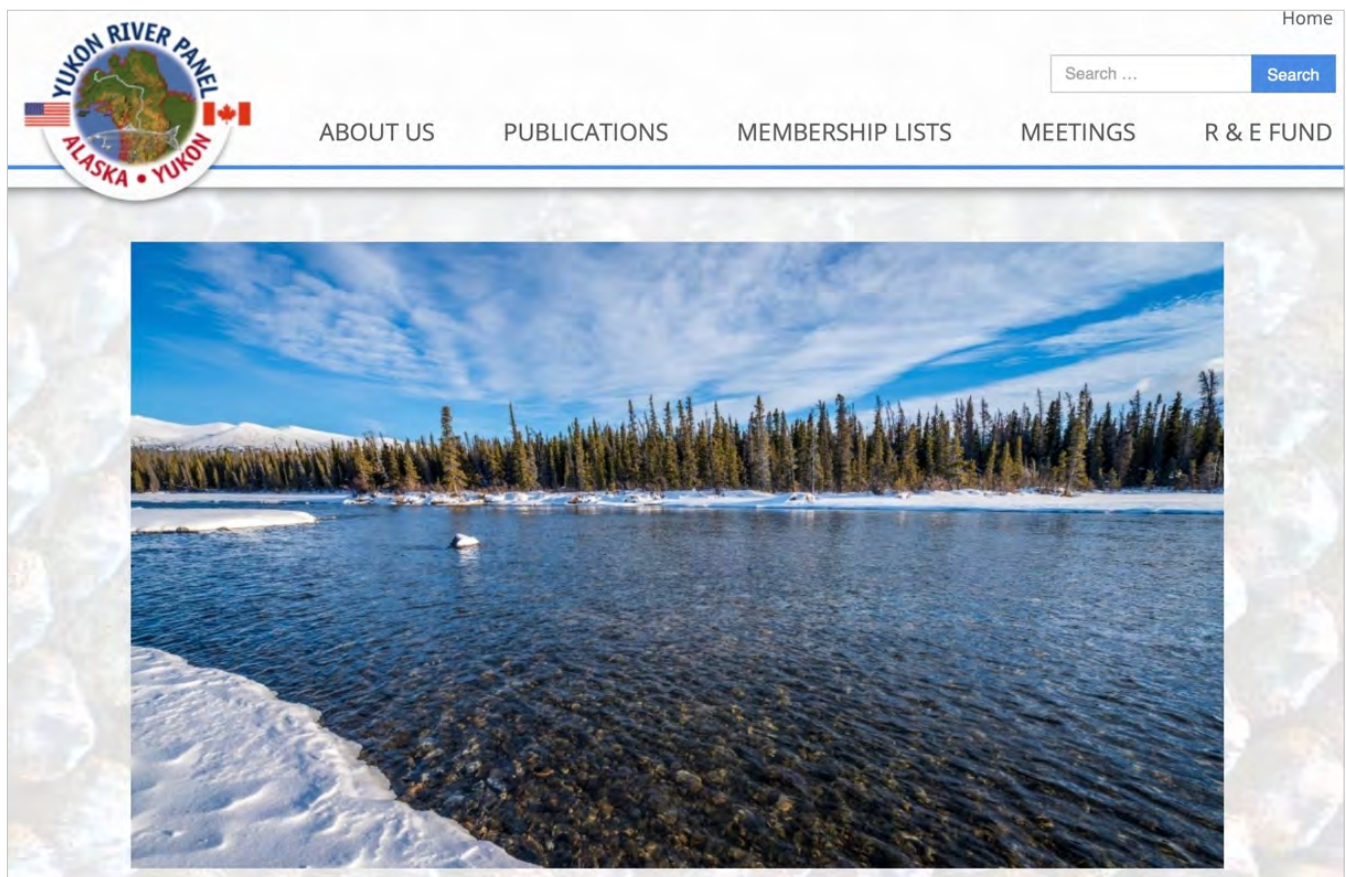 Home
YUKON RIVER PANEL
ALASKA • YUKON
Search ...
Search
ABOUT US
PUBLICATIONS
MEMBERSHIP LISTS
MEETINGS
R & E FUND